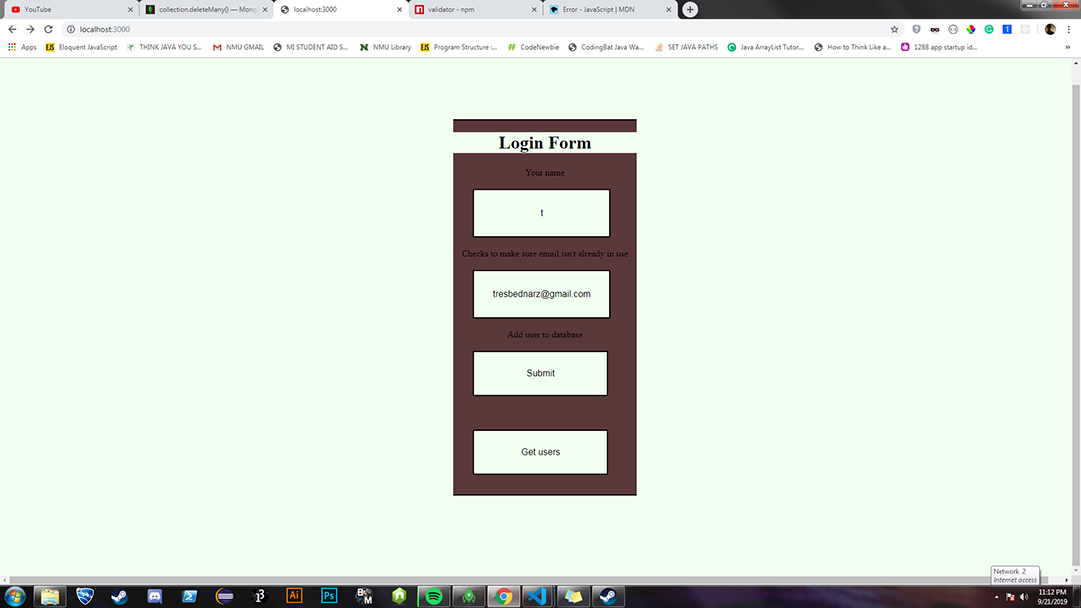 YouTube
collection.deleteMany() — Mong
localhost:3000
validator - npm
Error - JavaScript | MDN
localhost:3000
Apps
EJS Eloquent JavaScript
THINK JAVA YOU S...
NMU GMAIL
MI STUDENT AID S...
NMU Library
EJS Program Structure :...
CodeNewbie
CodingBat Java Wa...
SET JAVA PATHS
Java ArrayList Tutor...
How to Think Like a...
1288 app startup id...
»
Login Form
Your name
t
Checks to make sure email isn't already in use
tresbednarz@gmail.com
Add user to database
Submit
Get users
Network 2
Internet access
Ai
Ps
11:12 PM
9/21/2019